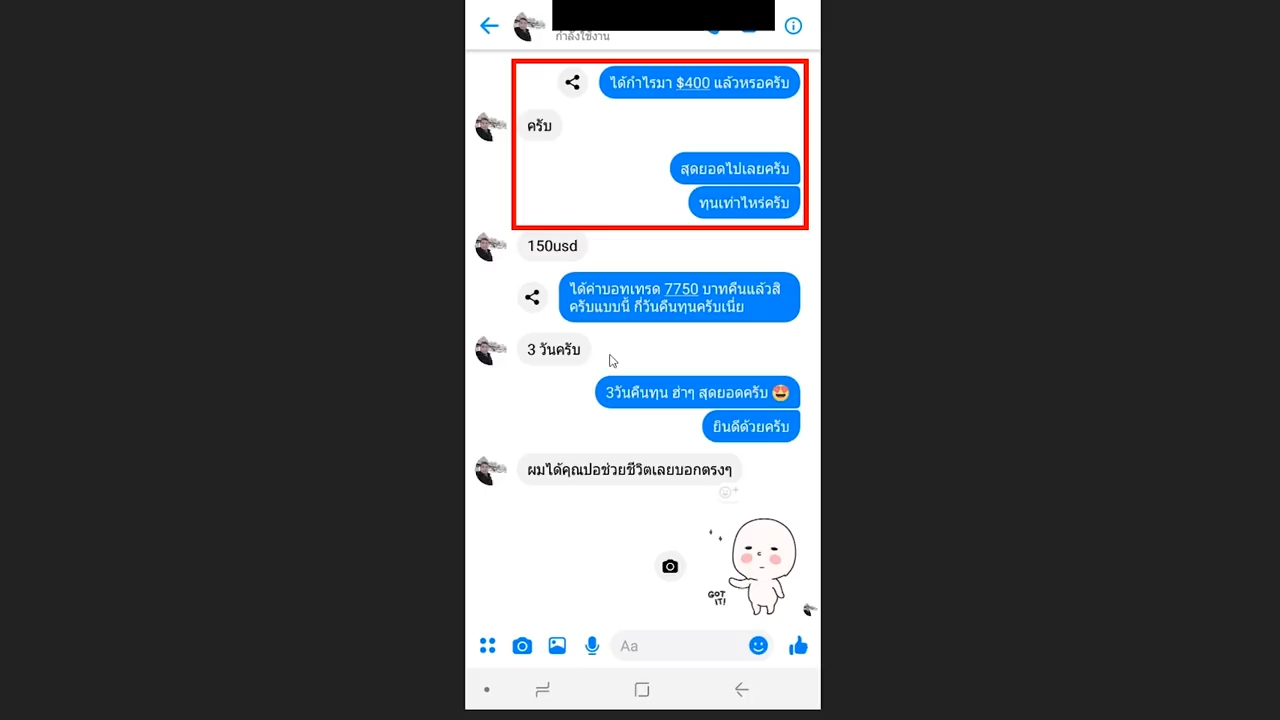 กำลังใช้งาน
ได้กำไรมา $400 แล้วหรอครับ
ครับ
สุดยอดไปเลยครับ
ทุนเท่าไหร่ครับ
150usd
ได้ค่าบอทเทรด 7750 บาทคืนแล้วสิ
ครับแบบนี้ กี่วันคืนทุนครับเนี่ย
3 วันครับ
3วันคืนทุน ฮ่าๆ สุดยอดครับ 😍
ยินดีด้วยครับ
ผมได้คุณปอช่วยชีวิตเลยบอกตรงๆ
GOT
IT!
Aa